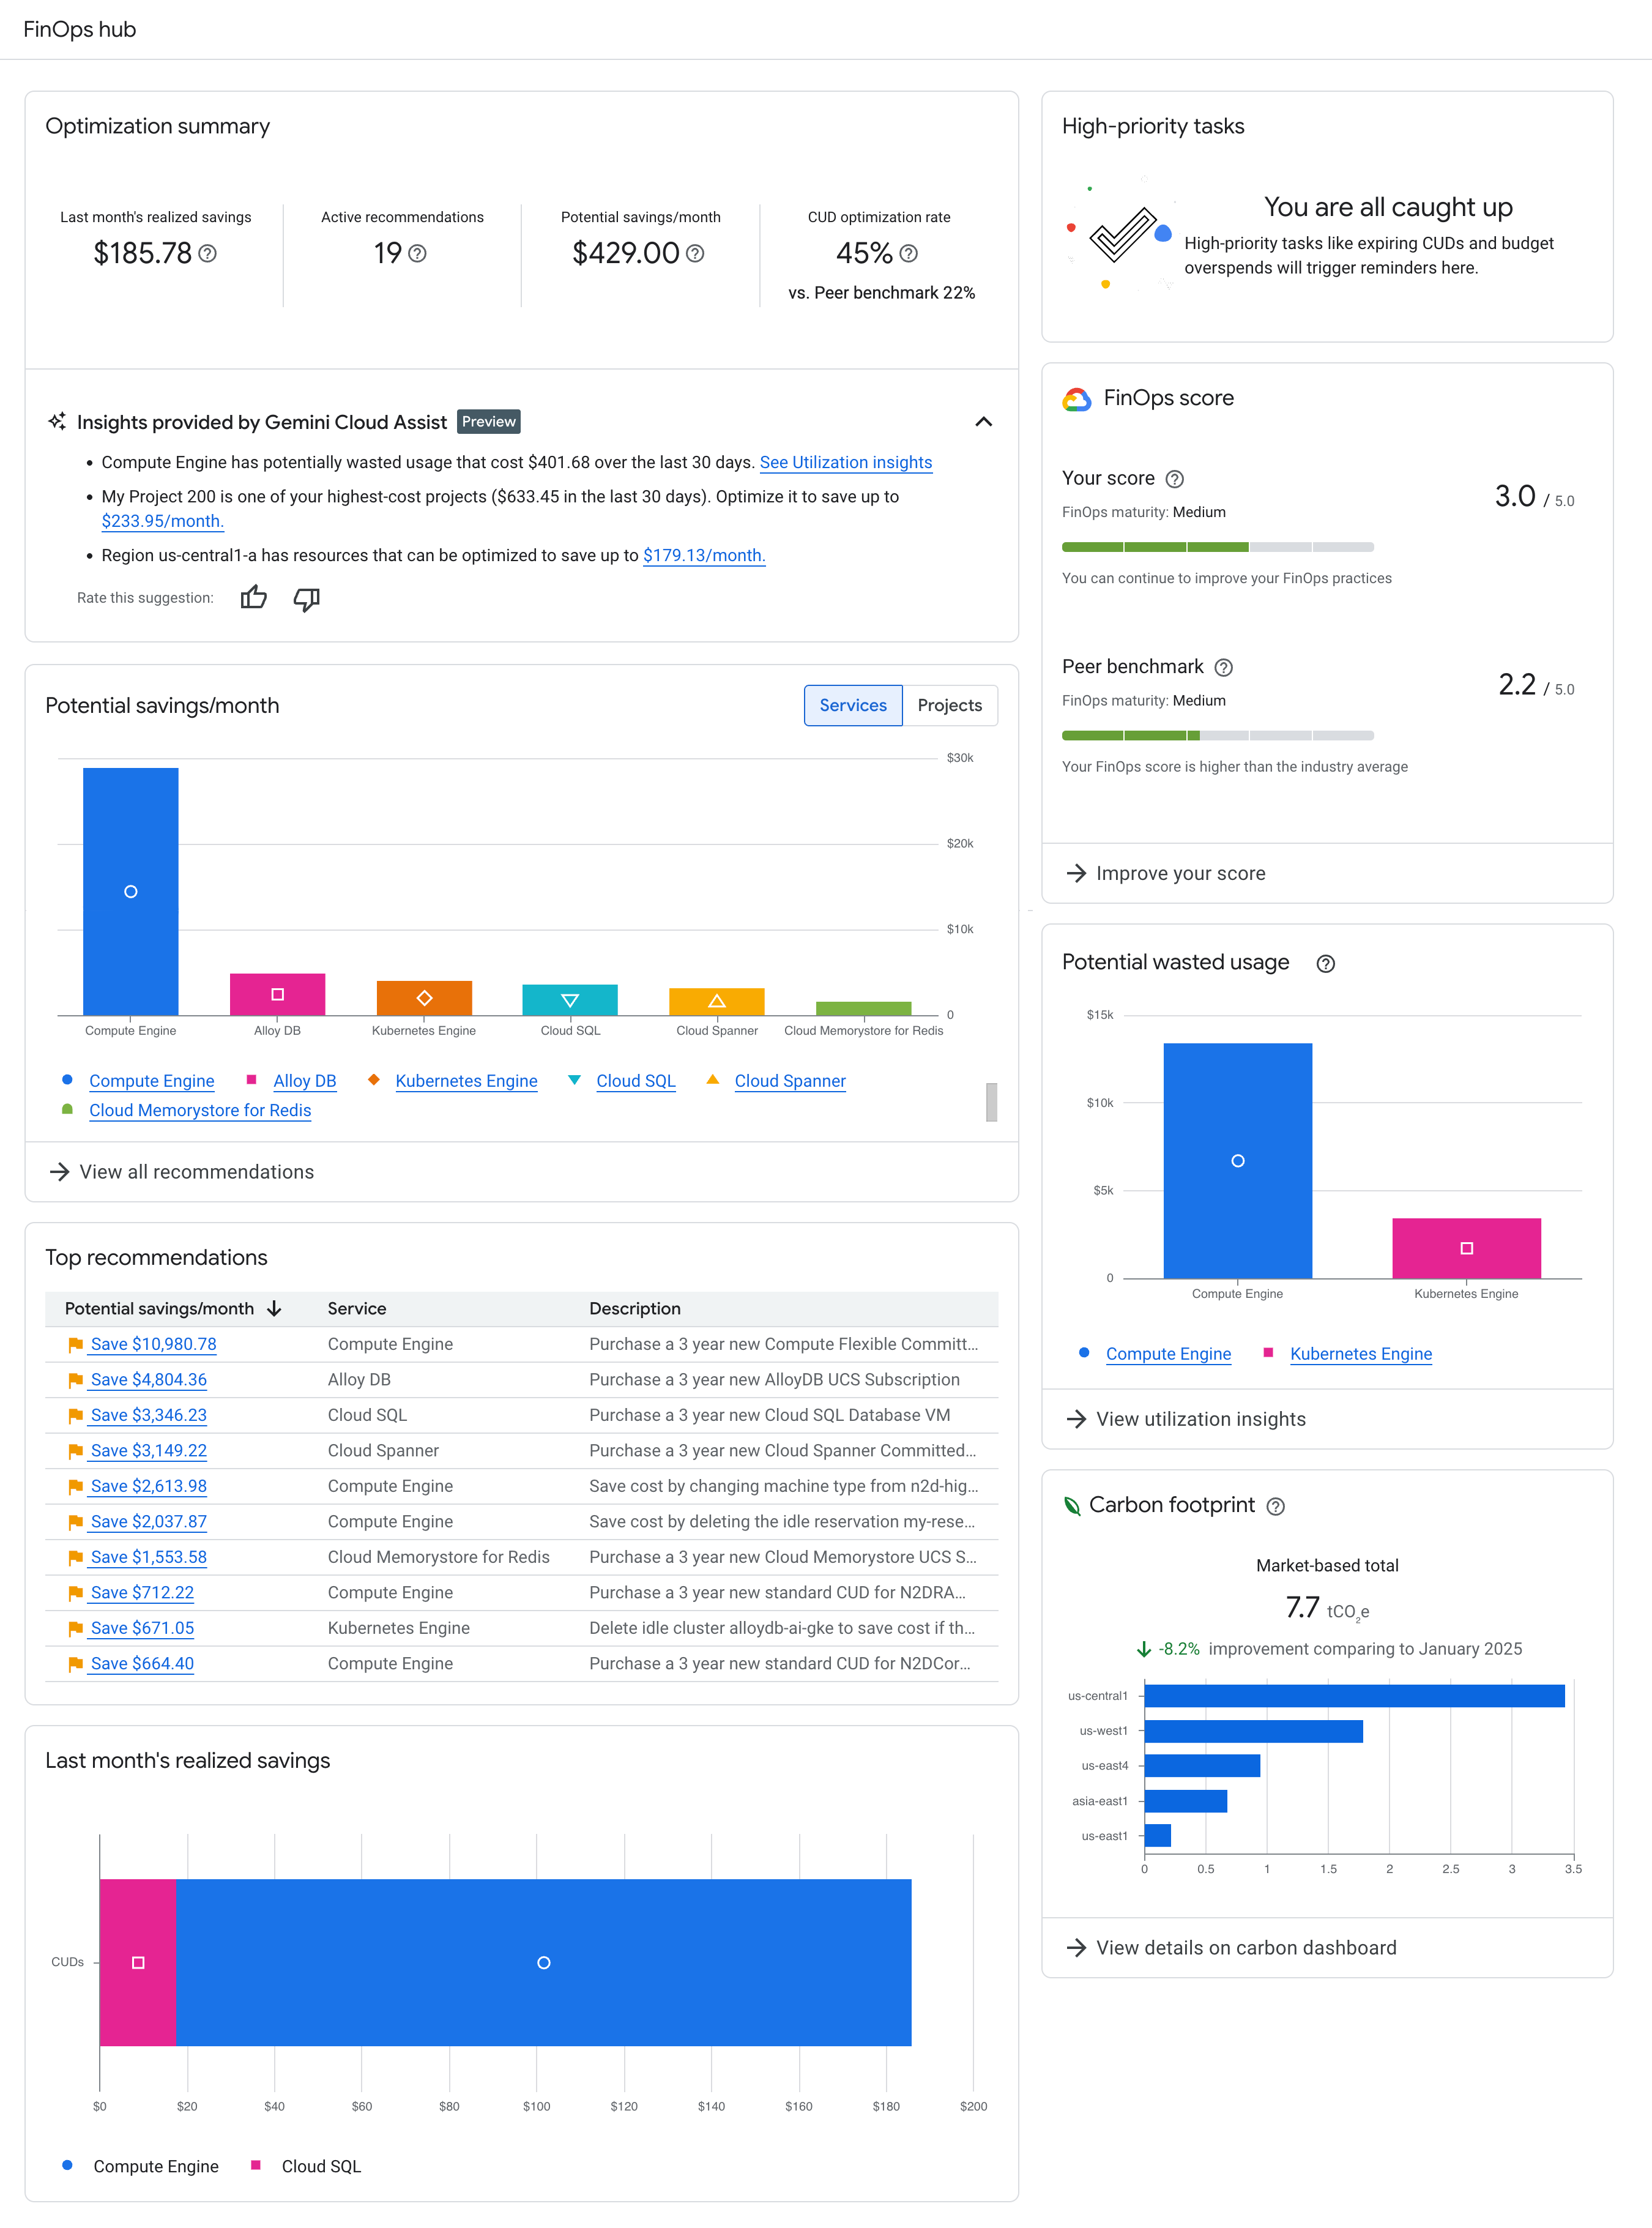 FinOps hub
Optimization summary
Last month's realized savings
$185.78
Active recommendations
19
Potential savings/month
$429.00
CUD optimization rate
45%
vs. Peer benchmark 22%
Insights provided by Gemini Cloud Assist Preview
• Compute Engine has potentially wasted usage that cost $401.68 over the last 30 days. See Utilization insights
• My Project 200 is one of your highest-cost projects ($633.45 in the last 30 days). Optimize it to save up to
$233.95/month.
• Region us-central1-a has resources that can be optimized to save up to $179.13/month.
Rate this suggestion:
Potential savings/month
Services Projects
$30k
$20k
$10k
0
Compute Engine Alloy DB Kubernetes Engine Cloud SQL Cloud Spanner Cloud Memorystore for Redis
Compute Engine Alloy DB Kubernetes Engine Cloud SQL Cloud Spanner
Cloud Memorystore for Redis
View all recommendations
Top recommendations
Potential savings/month Service Description
Save $10,980.78 Compute Engine Purchase a 3 year new Compute Flexible Committ...
Save $4,804.36 Alloy DB Purchase a 3 year new AlloyDB UCS Subscription
Save $3,346.23 Cloud SQL Purchase a 3 year new Cloud SQL Database VM
Save $3,149.22 Cloud Spanner Purchase a 3 year new Cloud Spanner Committed...
Save $2,613.98 Compute Engine Save cost by changing machine type from n2d-hig...
Save $2,037.87 Compute Engine Save cost by deleting the idle reservation my-rese...
Save $1,553.58 Cloud Memorystore for Redis Purchase a 3 year new Cloud Memorystore UCS S...
Save $712.22 Compute Engine Purchase a 3 year new standard CUD for N2DRA...
Save $671.05 Kubernetes Engine Delete idle cluster alloydb-ai-gke to save cost if th...
Save $664.40 Compute Engine Purchase a 3 year new standard CUD for N2DCor...
Last month's realized savings
CUDs
$0 $20 $40 $60 $80 $100 $120 $140 $160 $180 $200
Compute Engine Cloud SQL
High-priority tasks
You are all caught up
High-priority tasks like expiring CUDs and budget
overspends will trigger reminders here.
FinOps score
Your score
FinOps maturity: Medium
3.0 / 5.0
You can continue to improve your FinOps practices
Peer benchmark
FinOps maturity: Medium
2.2 / 5.0
Your FinOps score is higher than the industry average
Improve your score
Potential wasted usage
$15k
$10k
$5k
0
Compute Engine Kubernetes Engine
Compute Engine Kubernetes Engine
View utilization insights
Carbon footprint
Market-based total
7.7 tCO₂e
-8.2% improvement comparing to January 2025
us-central1
us-west1
us-east4
asia-east1
us-east1
0 0.5 1 1.5 2 2.5 3 3.5
View details on carbon dashboard